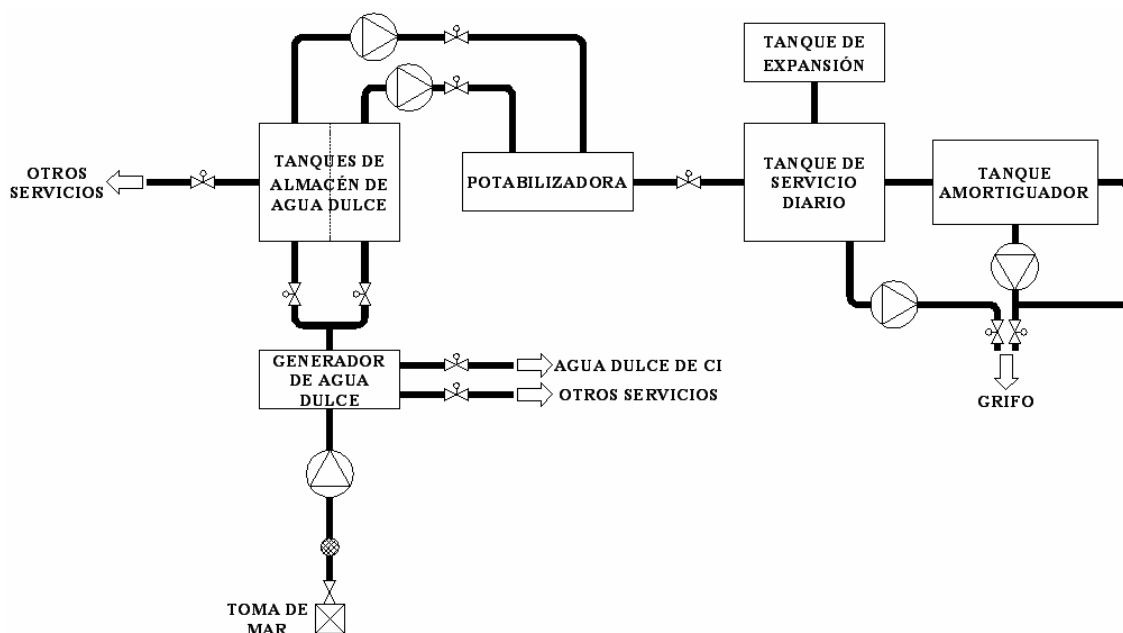 TANQUE DE
EXPANSIÓN
TANQUES DE
ALMACÉN DE
AGUA DULCE
OTROS
SERVICIOS
POTABILIZADORA
TANQUE DE
SERVICIO
DIARIO
TANQUE
AMORTIGUADOR
GENERADOR
DE AGUA
DULCE
AGUA DULCE DE CI
OTROS SERVICIOS
GRIFO
TOMA DE
MAR